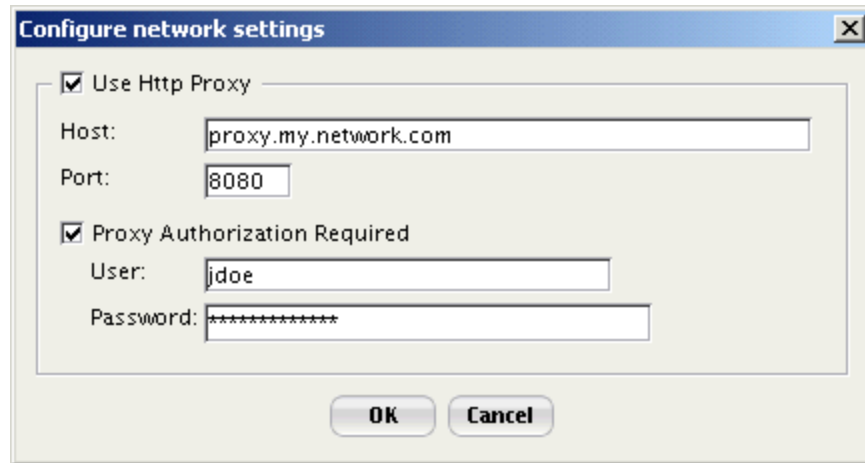 Configure network settings
Use Http Proxy
Host: proxy.my.network.com
Port: 8080
Proxy Authorization Required
User: jdoe
Password: *************
OK Cancel